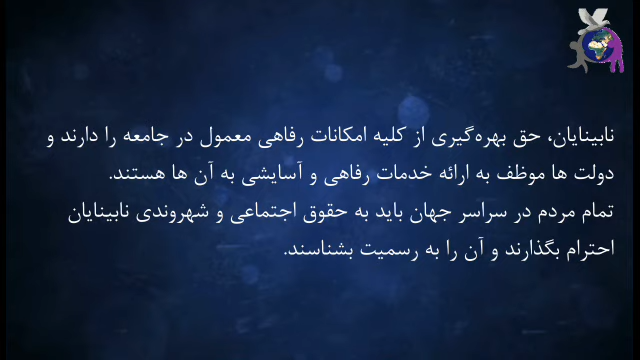 نابینایان، حق بهره‌گیری از کلیه امکانات رفاهی معمول در جامعه را دارند و
دولت ها موظف به ارائه خدمات رفاهی و آسایشی به آن ها هستند.
تمام مردم در سراسر جهان باید به حقوق اجتماعی و شهروندی نابینایان
احترام بگذارند و آن را به رسمیت بشناسند.